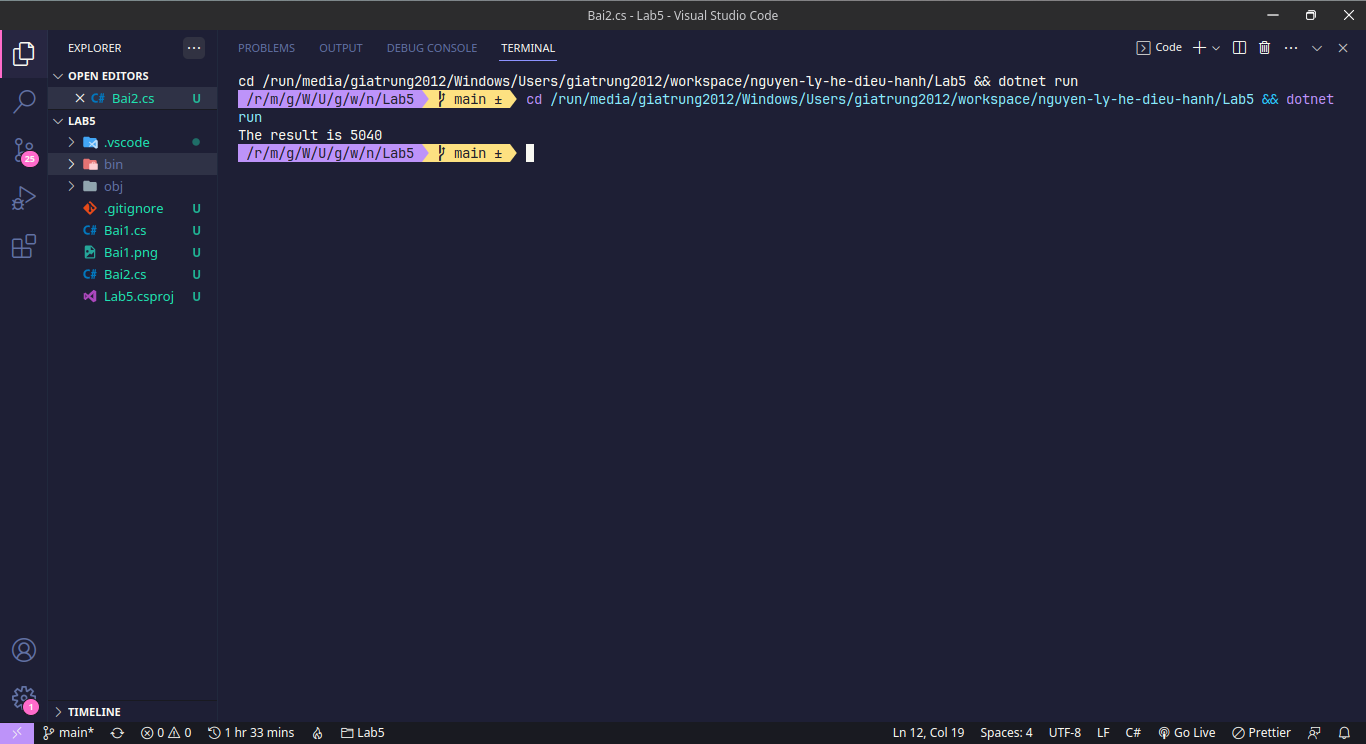 Bai2.cs - Lab5 - Visual Studio Code
EXPLORER
PROBLEMS OUTPUT DEBUG CONSOLE TERMINAL
Code
OPEN EDITORS
C# Bai2.cs U
LAB5
.vscode
bin
obj
.gitignore U
C# Bai1.cs U
Bai1.png U
C# Bai2.cs U
Lab5.csproj U
25
cd /run/media/giatrung2012/Windows/Users/giatrung2012/workspace/nguyen-ly-he-dieu-hanh/Lab5 && dotnet run
/r/m/g/W/U/g/w/n/Lab5 main ± cd /run/media/giatrung2012/Windows/Users/giatrung2012/workspace/nguyen-ly-he-dieu-hanh/Lab5 && dotnet
run
The result is 5040
/r/m/g/W/U/g/w/n/Lab5 main ±
1
TIMELINE
main* 0 0 1 hr 33 mins Lab5 Ln 12, Col 19 Spaces: 4 UTF-8 LF C# Go Live Prettier